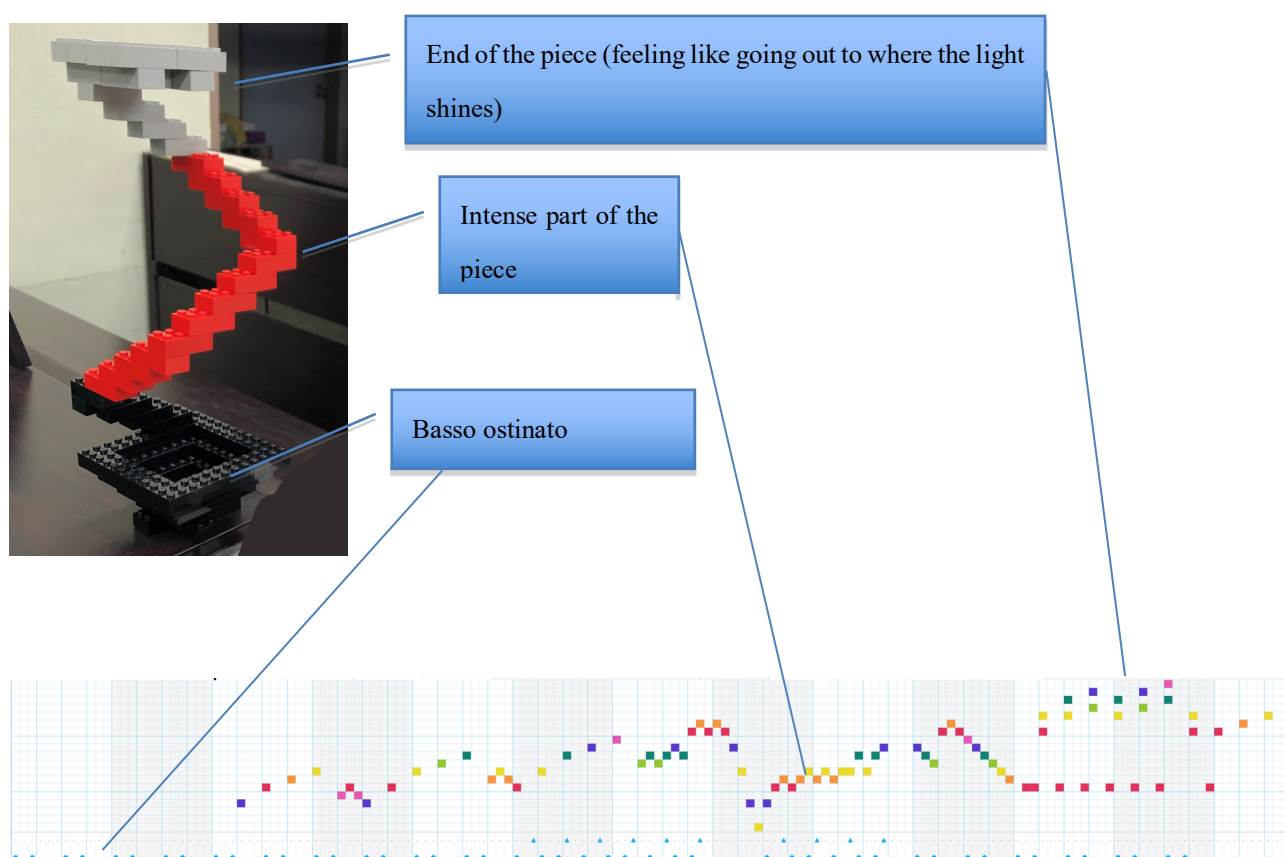 End of the piece (feeling like going out to where the light
shines)
Intense part of the
piece
Basso ostinato